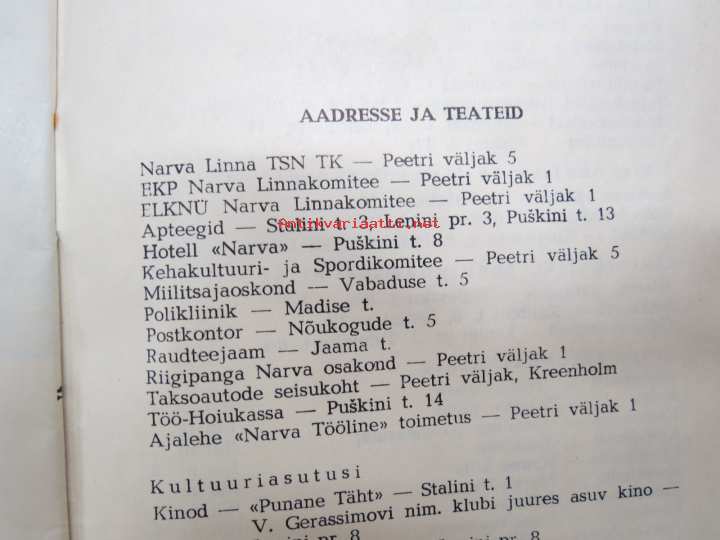 AADRESSE JA TEATEID
Narva Linna TSN TK — Peetri väljak 5
EKP Narva Linnakomitee — Peetri väljak 1
ELKNÜ Narva Linnakomitee — Peetri väljak 1
Apteegid — Stalini t. 3, Lenini pr. 3, Puškini t. 13
antikvariaatti.net
Hotell «Narva» — Puškini t. 8
Kehakultuuri- ja Spordikomitee — Peetri väljak 5
Miilitsajaoskond — Vabaduse t. 5
Polikliinik — Madise t.
Postkontor — Nõukogude t. 5
Raudteejaam — Jaama t.
Riigipanga Narva osakond — Peetri väljak 1
Taksoautode seisukoht — Peetri väljak, Kreenholm
Töö-Hoiukassa — Puškini t. 14
Ajalehe «Narva Tööline» toimetus — Peetri väljak 1
Kultuuriasutusi
Kinod — «Punane Täht» — Stalini t. 1
V. Gerassimovi nim. klubi juures asuv kino —
pr. 8